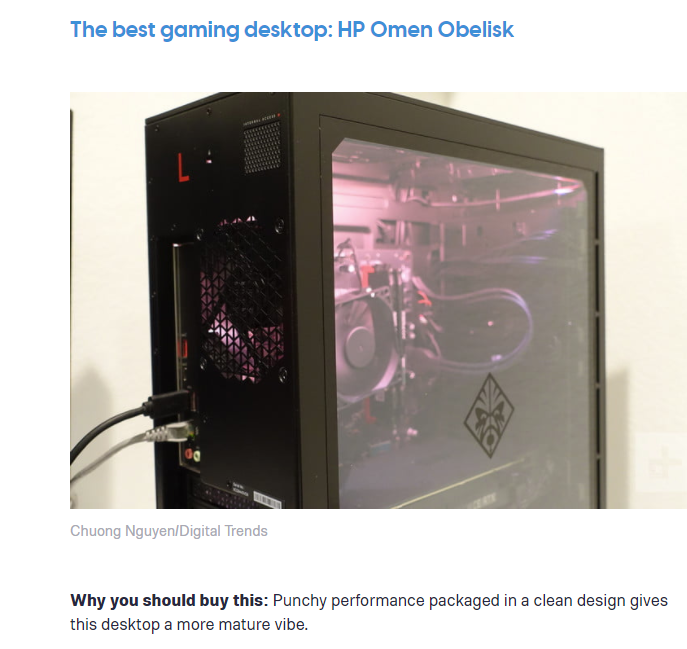 The best gaming desktop: HP Omen Obelisk
L
Chuong Nguyen/Digital Trends
Why you should buy this: Punchy performance packaged in a clean design gives
this desktop a more mature vibe.